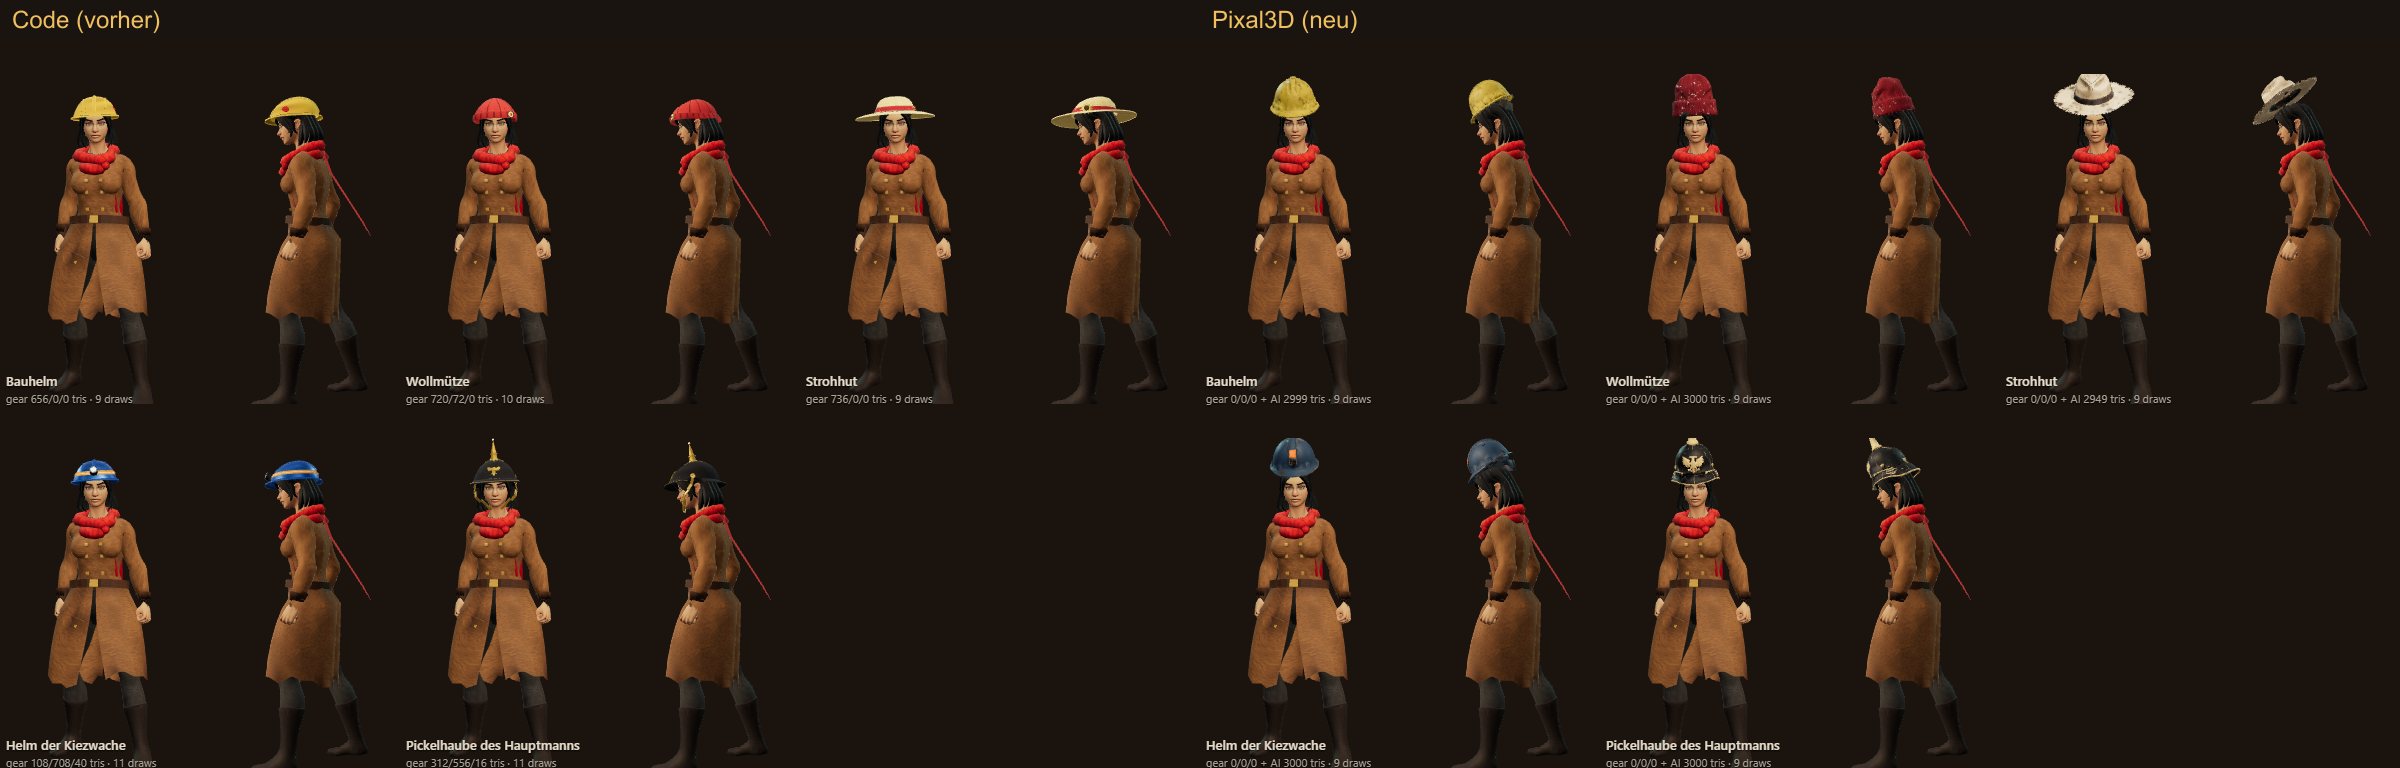 Code (vorher)
Pixal3D (neu)
Bauhelm
gear 656/0/0 tris · 9 draws
Wollmütze
gear 720/72/0 tris · 10 draws
Strohhut
gear 736/0/0 tris · 9 draws
Bauhelm
gear 0/0/0 + AI 2999 tris · 9 draws
Wollmütze
gear 0/0/0 + AI 3000 tris · 9 draws
Strohhut
gear 0/0/0 + AI 2949 tris · 9 draws
Helm der Kiezwache
gear 108/708/40 tris · 11 draws
Pickelhaube des Hauptmanns
gear 312/556/16 tris · 11 draws
Helm der Kiezwache
gear 0/0/0 + AI 3000 tris · 9 draws
Pickelhaube des Hauptmanns
gear 0/0/0 + AI 3000 tris · 9 draws